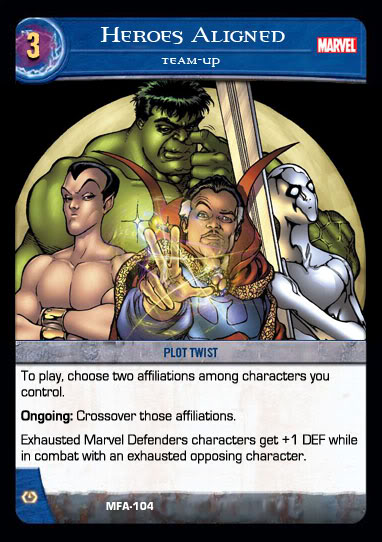 3
HEROES ALIGNED
TEAM-UP
MARVEL
PLOT TWIST
To play, choose two affiliations among characters you
control.
Ongoing: Crossover those affiliations.
Exhausted Marvel Defenders characters get +1 DEF while
in combat with an exhausted opposing character.
MFA-104